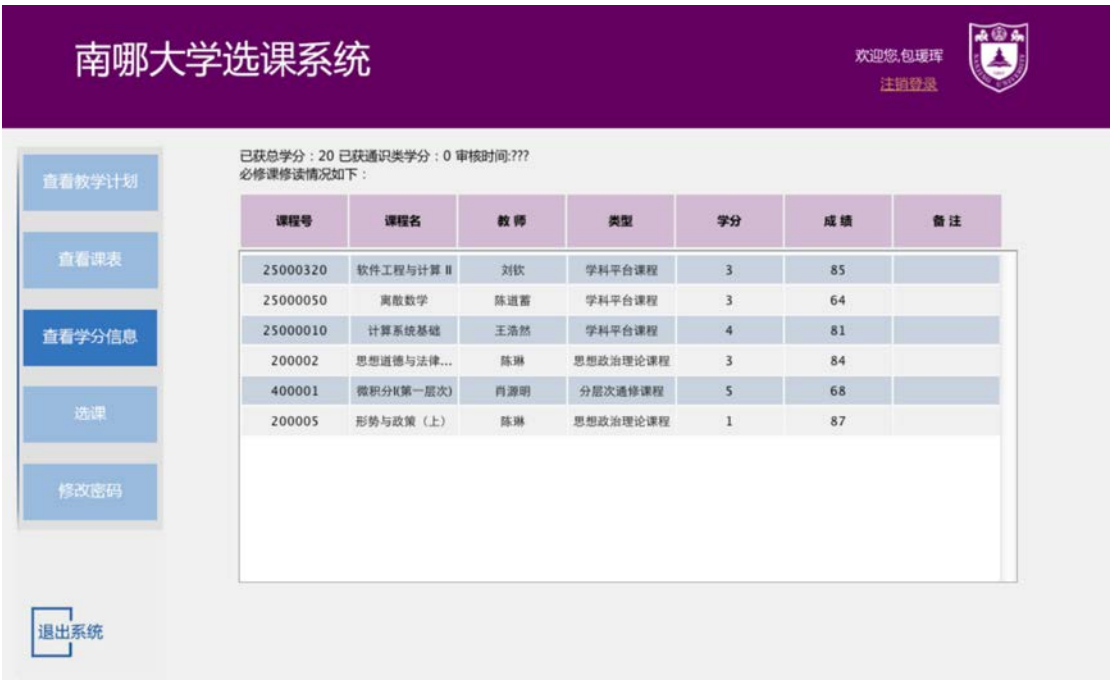 南哪大学选课系统
欢迎您,包瑗珲
注销登录
查看教学计划
查看课表
查看学分信息
选课
修改密码
退出系统
已获总学分：20 已获通识类学分：0 审核时间:???
必修课修读情况如下：
课程号 课程名 教 师 类型 学分 成 绩 备 注
25000320 软件工程与计算 II 刘钦 学科平台课程 3 85
25000050 离散数学 陈道蓄 学科平台课程 3 64
25000010 计算系统基础 王浩然 学科平台课程 4 81
200002 思想道德与法律... 陈琳 思想政治理论课程 3 84
400001 微积分I(第一层次) 肖源明 分层次通修课程 5 68
200005 形势与政策（上） 陈琳 思想政治理论课程 1 87